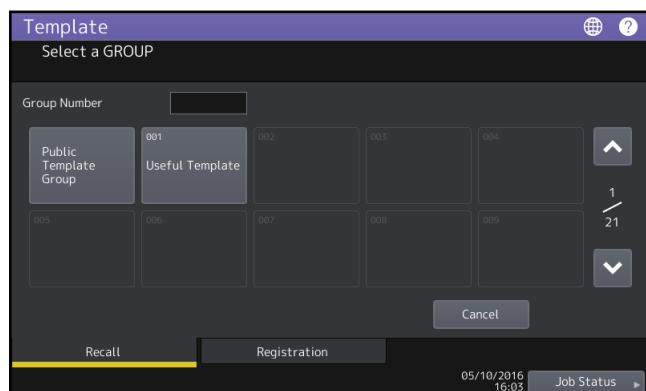 Template
?
Select a GROUP
Group Number
Public
Template
Group
001
Useful Template
002
003
004
005
006
007
008
009
1
21
Cancel
Recall
Registration
05/10/2016
16:03
Job Status